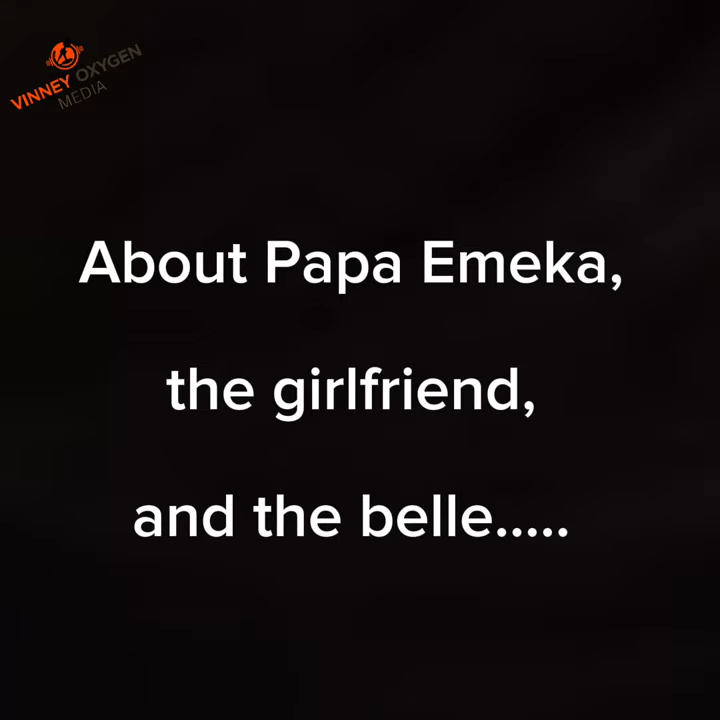 VINNEY OXYGEN
MEDIA
About Papa Emeka,
the girlfriend,
and the belle.....